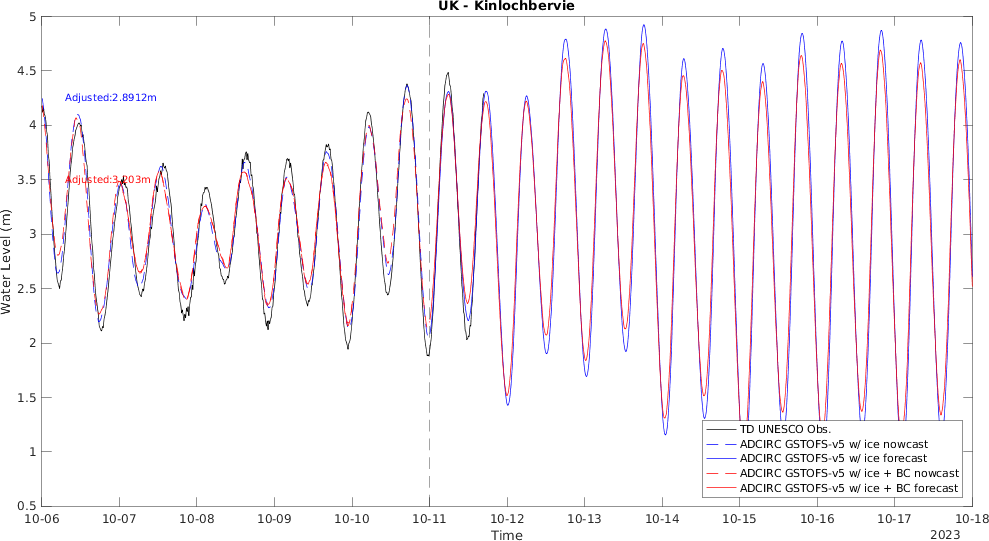 UK - Kinlochbervie
5
4.5
4
3.5
3
2.5
2
1.5
1
0.5
Water Level (m)
Adjusted:2.8912m
Adjusted:3.203m
TD UNESCO Obs.
ADCIRC GSTOFS-v5 w/ ice nowcast
ADCIRC GSTOFS-v5 w/ ice forecast
ADCIRC GSTOFS-v5 w/ ice + BC nowcast
ADCIRC GSTOFS-v5 w/ ice + BC forecast
10-06 10-07 10-08 10-09 10-10 10-11 10-12 10-13 10-14 10-15 10-16 10-17 10-18
Time
2023